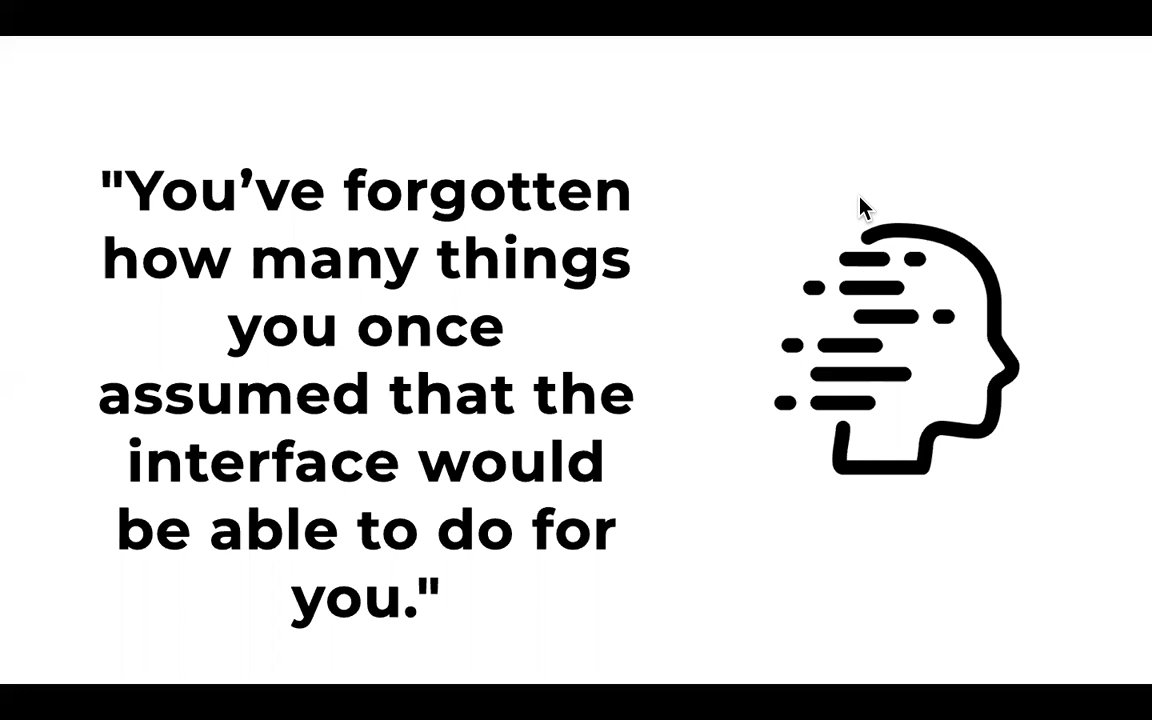 "You’ve forgotten
how many things
you once
assumed that the
interface would
be able to do for
you."